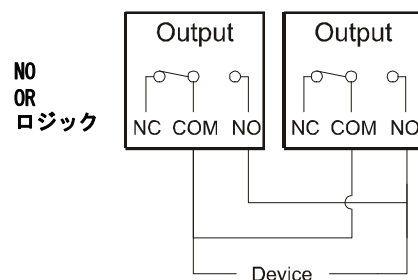 NO
OR
ロジック
Output
NC COM NO
Output
NC COM NO
Device